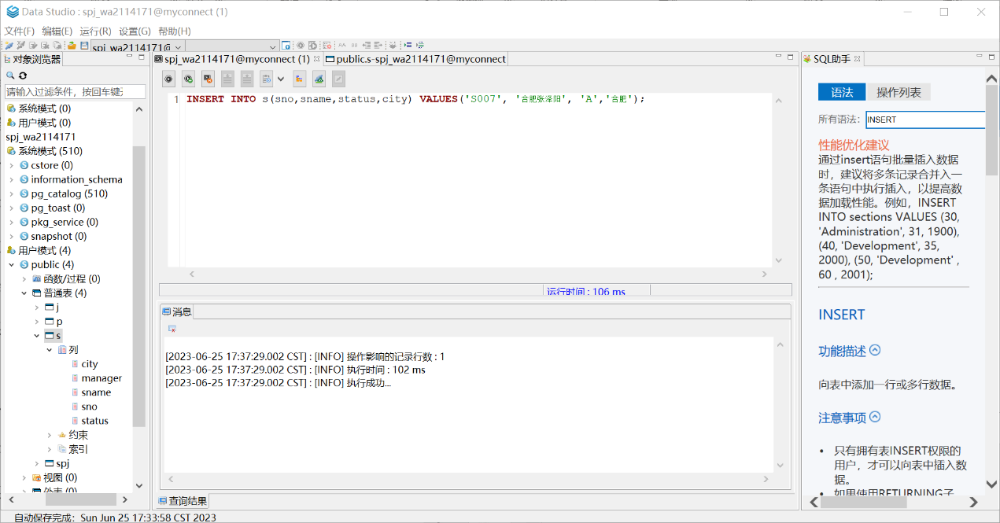 Data Studio : spj_wa2114171@myconnect (1)
文件(F) 编辑(E) 运行(R) 设置(G) 帮助(H)
spj_wa2114171@
对象浏览器
请输入过滤条件，按回车键
系统模式 (0)
用户模式 (0)
spj_wa2114171
系统模式 (510)
cstore (0)
information_schema
pg_catalog (510)
pg_toast (0)
pkg_service (0)
snapshot (0)
用户模式 (4)
public (4)
函数/过程 (0)
普通表 (4)
j
p
s
列
city
manager
sname
sno
status
约束
索引
spj
视图 (0)
外表 (0)
spj_wa2114171@myconnect (1)
public.s-spj_wa2114171@myconnect
1 INSERT INTO s(sno,sname,status,city) VALUES('S007', '合肥张泽阳', 'A','合肥');
运行时间 : 106 ms
消息
[2023-06-25 17:37:29.002 CST] : [INFO] 操作影响的记录行数 : 1
[2023-06-25 17:37:29.002 CST] : [INFO] 执行时间 : 102 ms
[2023-06-25 17:37:29.002 CST] : [INFO] 执行成功...
查询结果
SQL助手
语法 操作列表
所有语法： INSERT
性能优化建议
通过insert语句批量插入数据
时，建议将多条记录合并入一
条语句中执行插入，以提高数
据加载性能。例如，INSERT
INTO sections VALUES (30,
'Administration', 31, 1900),
(40, 'Development', 35,
2000), (50, 'Development' ,
60 , 2001);
INSERT
功能描述
向表中添加一行或多行数据。
注意事项
• 只有拥有表INSERT权限的
用户，才可以向表中插入数
据。
• 如果使用RETURNING子
自动保存完成： Sun Jun 25 17:33:58 CST 2023